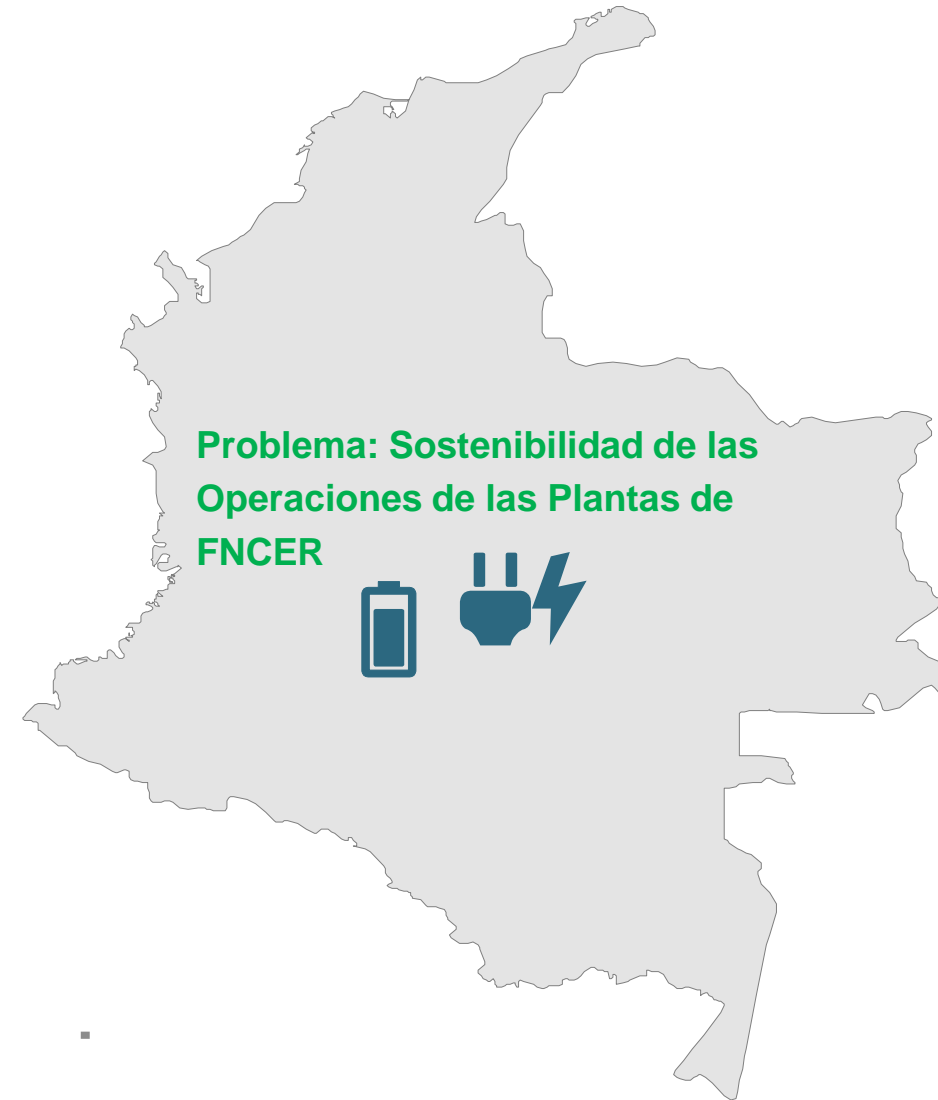 Problema: Sostenibilidad de las
Operaciones de las Plantas de
FNCER